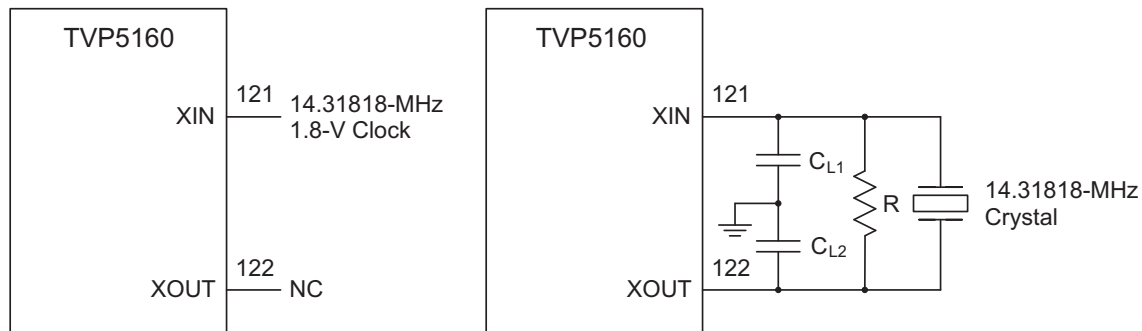 TVP5160
XIN
121
14.31818-MHz
1.8-V Clock
XOUT
122
NC
TVP5160
XIN
121
CL1
R
14.31818-MHz
Crystal
CL2
XOUT
122